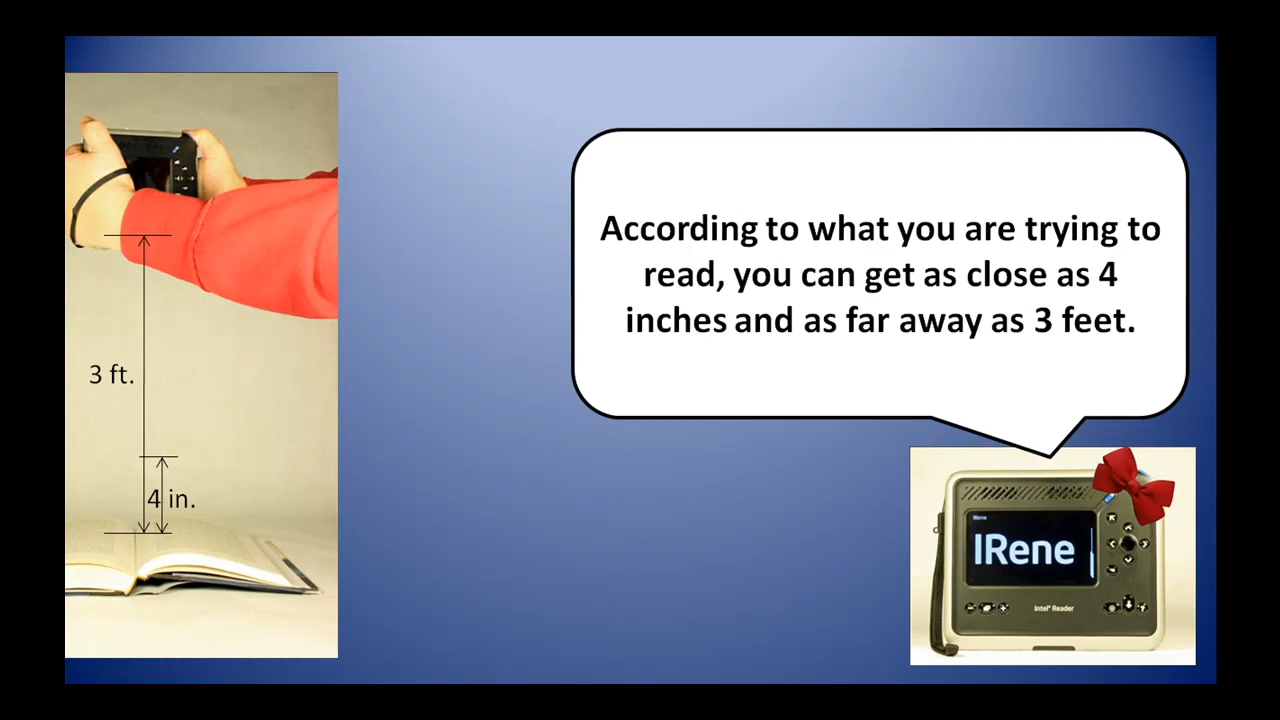 According to what you are trying to
read, you can get as close as 4
inches and as far away as 3 feet.
3 ft.
4 in.
IRene
IRene
Intel® Reader